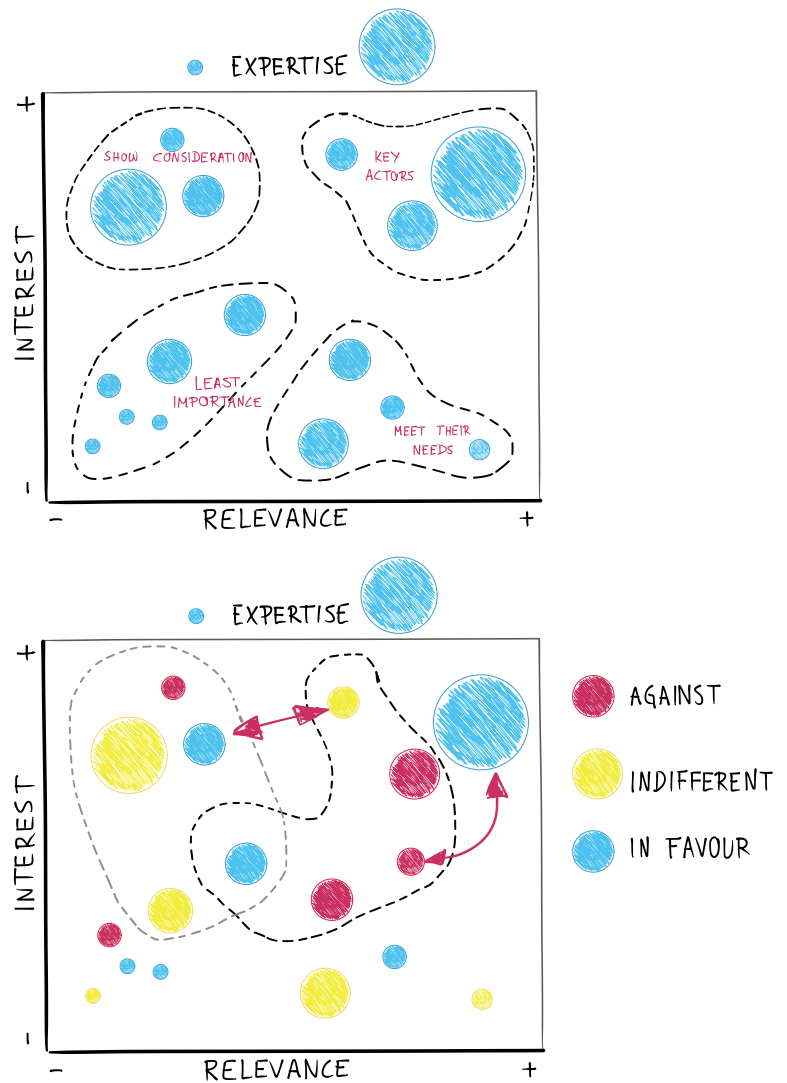 EXPERTISE
+
SHOW CONSIDERATION
KEY
ACTORS
INTEREST
LEAST
IMPORTANCE
MEET THEIR
NEEDS
-
- RELEVANCE +
EXPERTISE
+
AGAINST
INDIFFERENT
IN FAVOUR
INTEREST
-
- RELEVANCE +